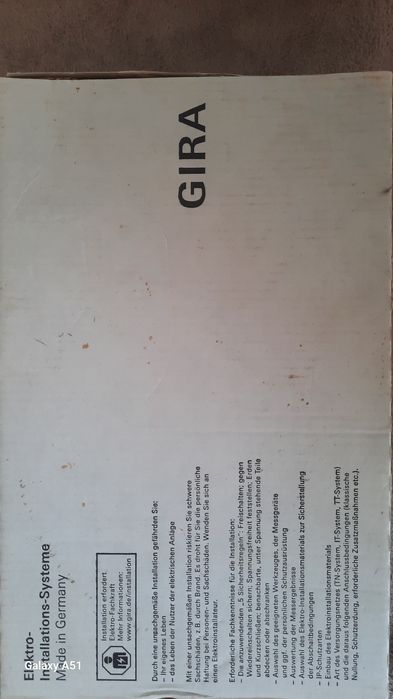 GIRA
Elektro-
Installations-Systeme
Made in Germany
Installation erfordert
Elektro-Fachkraft!
Mehr Informationen:
www.gira.de/installation
Durch eine unsachgemäße Installation gefährden Sie:
– Ihr eigenes Leben
– das Leben der Nutzer der elektrischen Anlage
Mit einer unsachgemäßen Installation riskieren Sie schwere
Sachschäden, z.B. durch Brand. Es droht für Sie die persönliche
Haftung bei Personen- und Sachschäden. Wenden Sie sich an
einen Elektroinstallateur.
Erforderliche Fachkenntnisse für die Installation:
– Die anzuwendenden „5 Sicherheitsregeln“: Freischalten; gegen
Wiedereinschalten sichern; Spannungsfreiheit feststellen; Erden
und Kurzschließen; benachbarte, unter Spannung stehende Teile
abdecken oder abschranken
– Auswahl des geeigneten Werkzeuges, der Messgeräte
und ggf. der persönlichen Schutzausrüstung
– Auswertung der Messergebnisse
– Auswahl des Elektro-Installationsmaterials zur Sicherstellung
der Abschaltbedingungen
– IP-Schutzarten
– Einbau des Elektroinstallationsmaterials
– Art des Versorgungsnetzes (TN-System, IT-System, TT-System)
und die daraus folgenden Anschlussbedingungen (klassische
Nullung, Schutzerdung, erforderliche Zusatzmaßnahmen etc.).
Galaxy A51